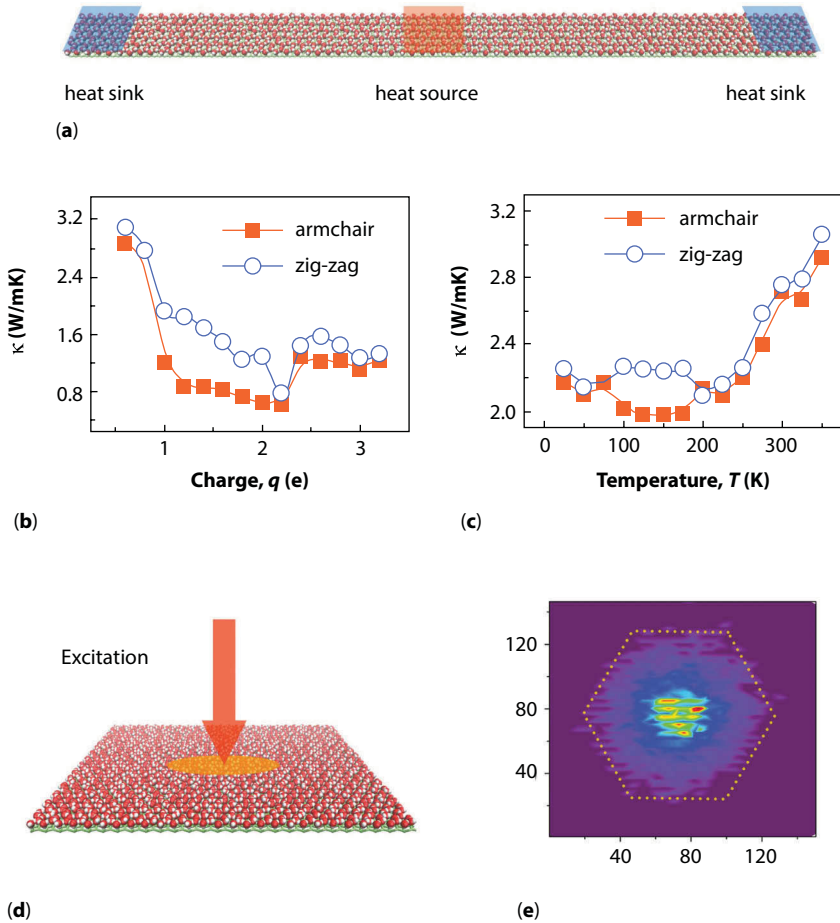 heat sink heat source heat sink
(a)
κ (W/mK)
3.2
2.4
1.6
0.8
1 2 3
armchair
zig-zag
Charge, q (e)
(b)
κ (W/mK)
3.2
2.8
2.4
2.0
0 100 200 300
armchair
zig-zag
Temperature, T (K)
(c)
Excitation
(d)
120
80
40
40 80 120
(e)